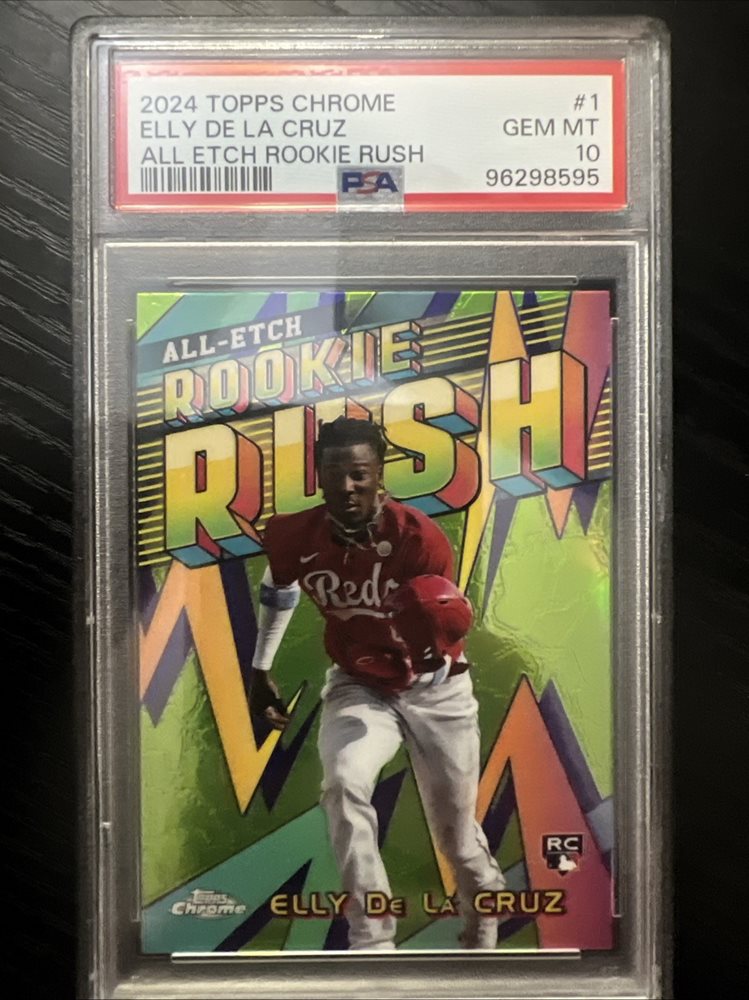 2024 TOPPS CHROME #1
ELLY DE LA CRUZ GEM MT
ALL ETCH ROOKIE RUSH 10
PSA 96298595
ALL-ETCH
ROOKIE
RUSH
Reds
RC
Topps
Chrome
ELLY DE LA CRUZ